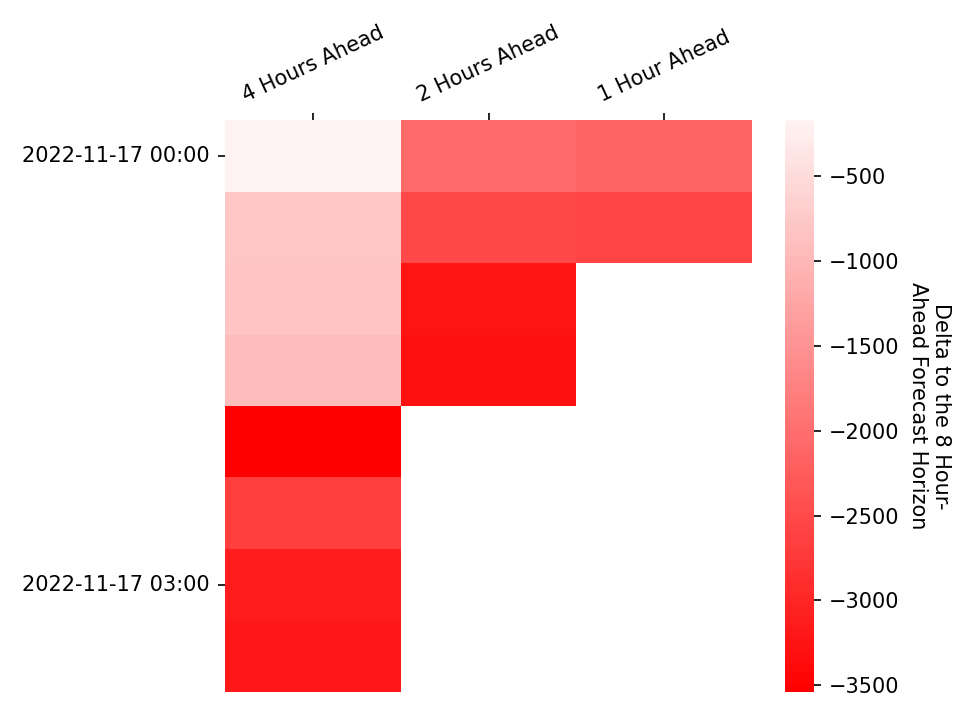 4 Hours Ahead
2 Hours Ahead
1 Hour Ahead
2022-11-17 00:00
2022-11-17 03:00
−500
−1000
−1500
−2000
−2500
−3000
−3500
Delta to the 8 Hour-
Ahead Forecast Horizon